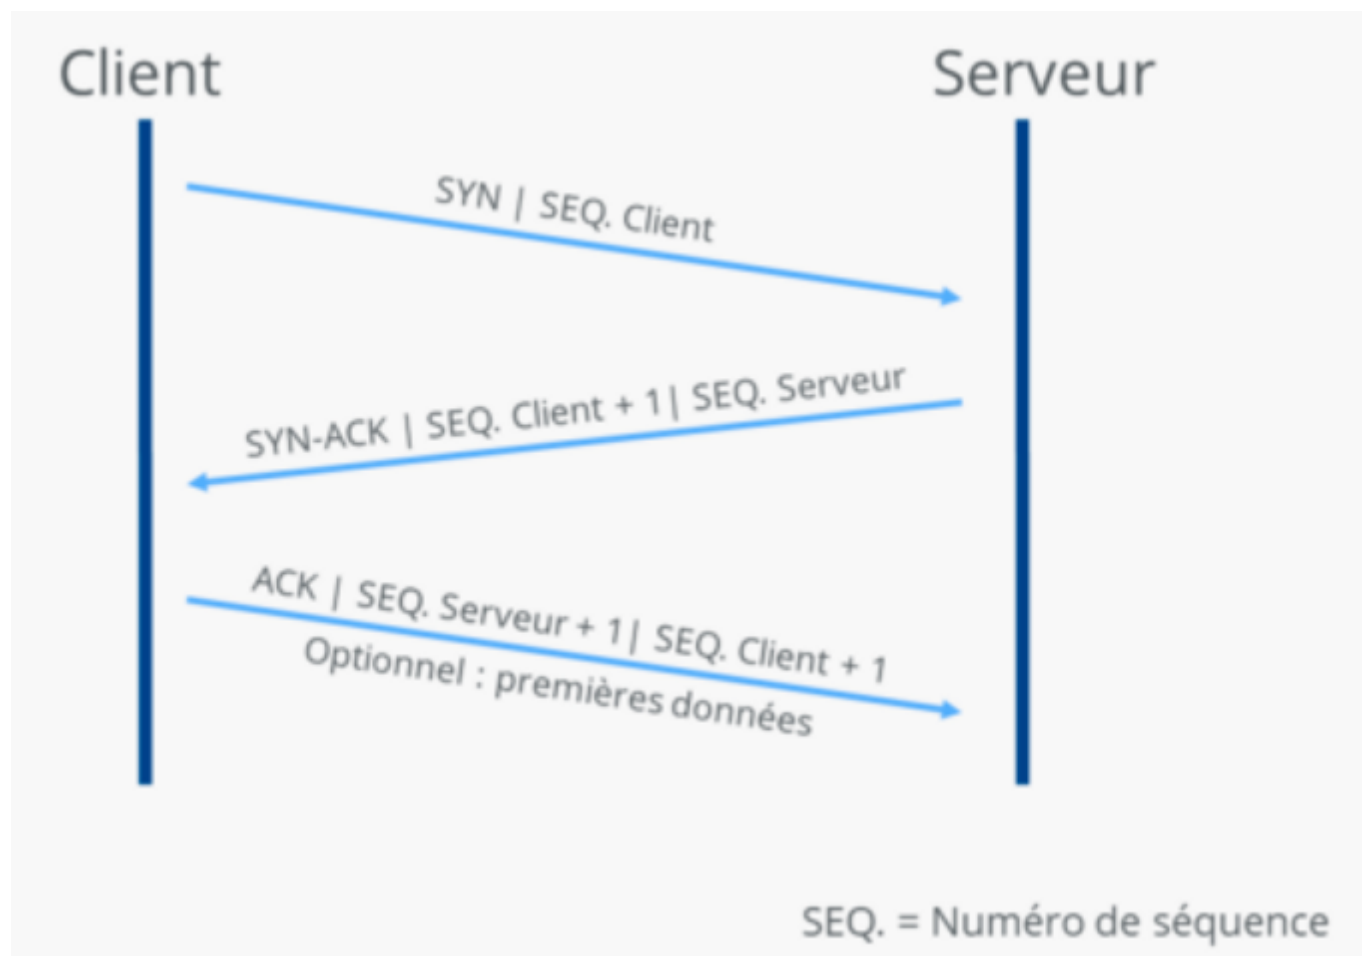 Client
Serveur
SYN | SEQ. Client
SYN-ACK | SEQ. Client + 1| SEQ. Serveur
ACK | SEQ. Serveur + 1| SEQ. Client + 1
Optionnel : premières données
SEQ. = Numéro de séquence